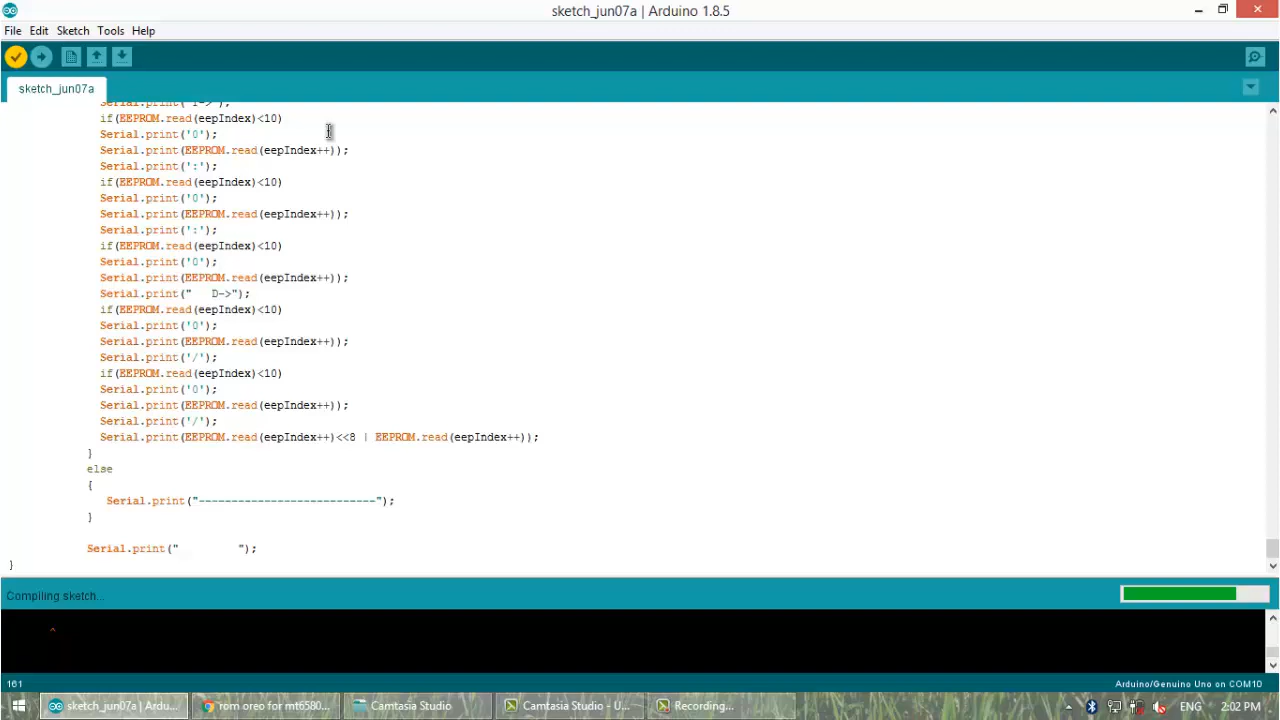 sketch_jun07a | Arduino 1.8.5
File Edit Sketch Tools Help
sketch_jun07a
if(EEPROM.read(eepIndex)<10)
Serial.print('0');
Serial.print(EEPROM.read(eepIndex++));
Serial.print(':');
if(EEPROM.read(eepIndex)<10)
Serial.print('0');
Serial.print(EEPROM.read(eepIndex++));
Serial.print(':');
if(EEPROM.read(eepIndex)<10)
Serial.print('0');
Serial.print(EEPROM.read(eepIndex++));
Serial.print("   D->");
if(EEPROM.read(eepIndex)<10)
Serial.print('0');
Serial.print(EEPROM.read(eepIndex++));
Serial.print('/');
if(EEPROM.read(eepIndex)<10)
Serial.print('0');
Serial.print(EEPROM.read(eepIndex++));
Serial.print('/');
Serial.print(EEPROM.read(eepIndex++)<<8 | EEPROM.read(eepIndex++));
}
else
{
Serial.print("---------------------------");
}
Serial.print("         ");
}
Compiling sketch...
^
161 Arduino/Genuino Uno on COM10
sketch_jun07a | Ardu... rom oreo for mt6580... Camtasia Studio Camtasia Studio - U... Recording... ENG 2:02 PM